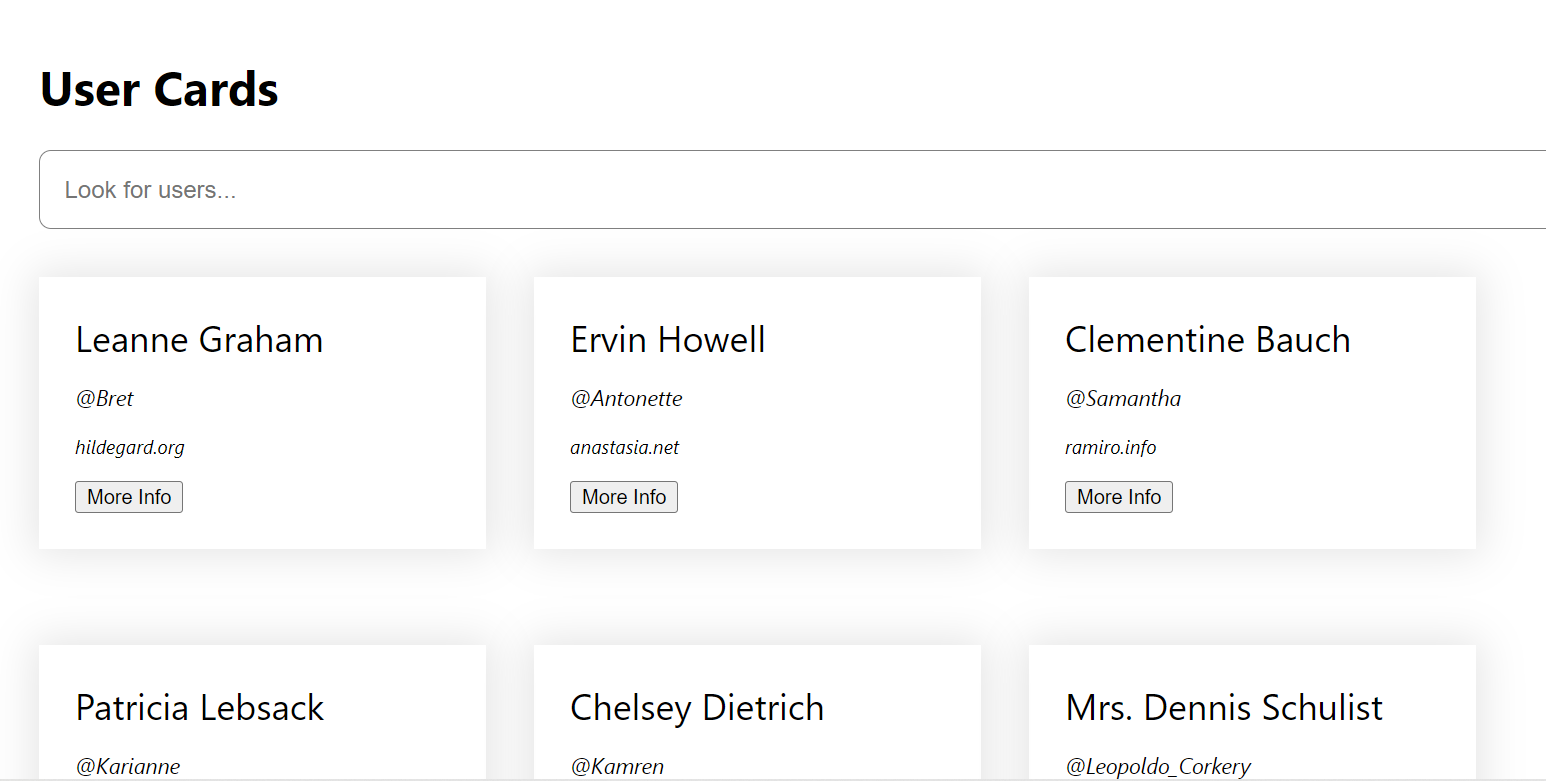 User Cards
Look for users...
Leanne Graham
@Bret
hildegard.org
More Info
Ervin Howell
@Antonette
anastasia.net
More Info
Clementine Bauch
@Samantha
ramiro.info
More Info
Patricia Lebsack
@Karianne
Chelsey Dietrich
@Kamren
Mrs. Dennis Schulist
@Leopoldo_Corkery